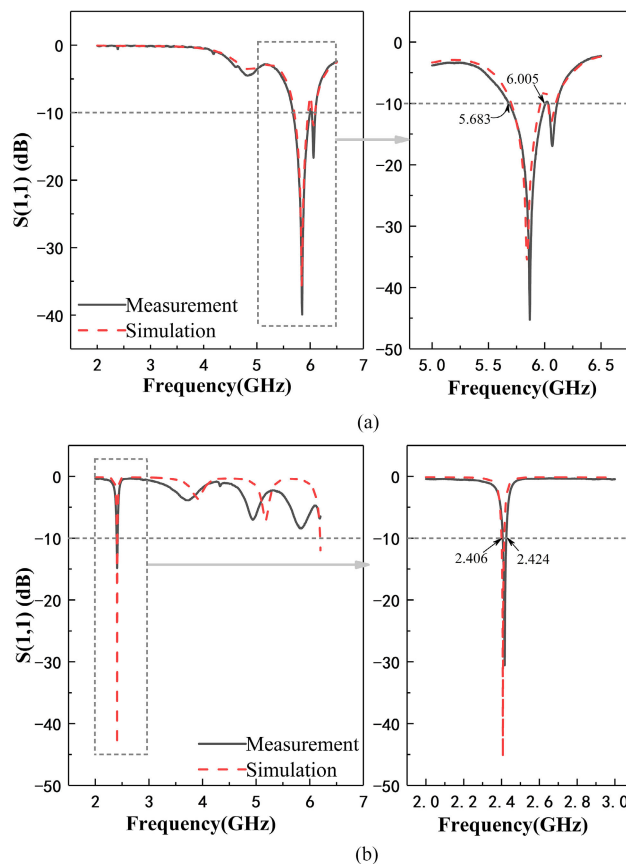 0
-10
-20
-30
-40
S(1,1) (dB)
Measurement
Simulation
2 3 4 5 6 7
Frequency(GHz)
0
-10
-20
-30
-40
-50
6.005
5.683
5.0 5.5 6.0 6.5
Frequency(GHz)
(a)
0
-10
-20
-30
-40
-50
S(1,1) (dB)
Measurement
Simulation
2 3 4 5 6 7
Frequency(GHz)
0
-10
-20
-30
-40
-50
2.406
2.424
2.0 2.2 2.4 2.6 2.8 3.0
Frequency(GHz)
(b)